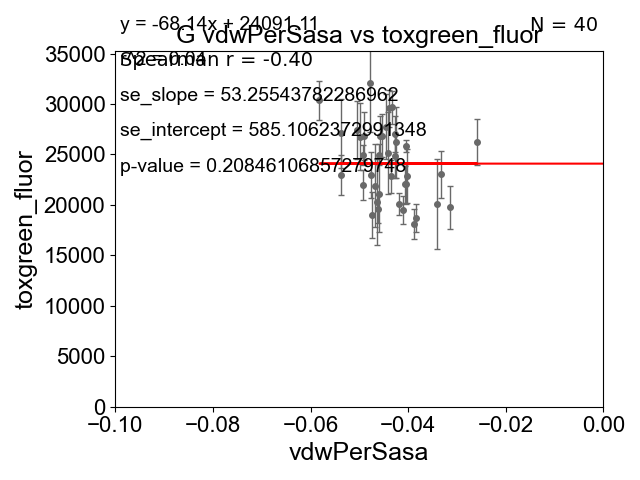 y = -68.14x + 24091.11
N = 40
G vdwPerSasa vs toxgreen_fluor
r^2 = 0.04
Spearman r = -0.40
se_slope = 53.25543782286962
se_intercept = 585.1062372991348
p-value = 0.20846106857279748
35000
30000
25000
20000
15000
10000
5000
0
toxgreen_fluor
−0.10
−0.08
−0.06
−0.04
−0.02
0.00
vdwPerSasa